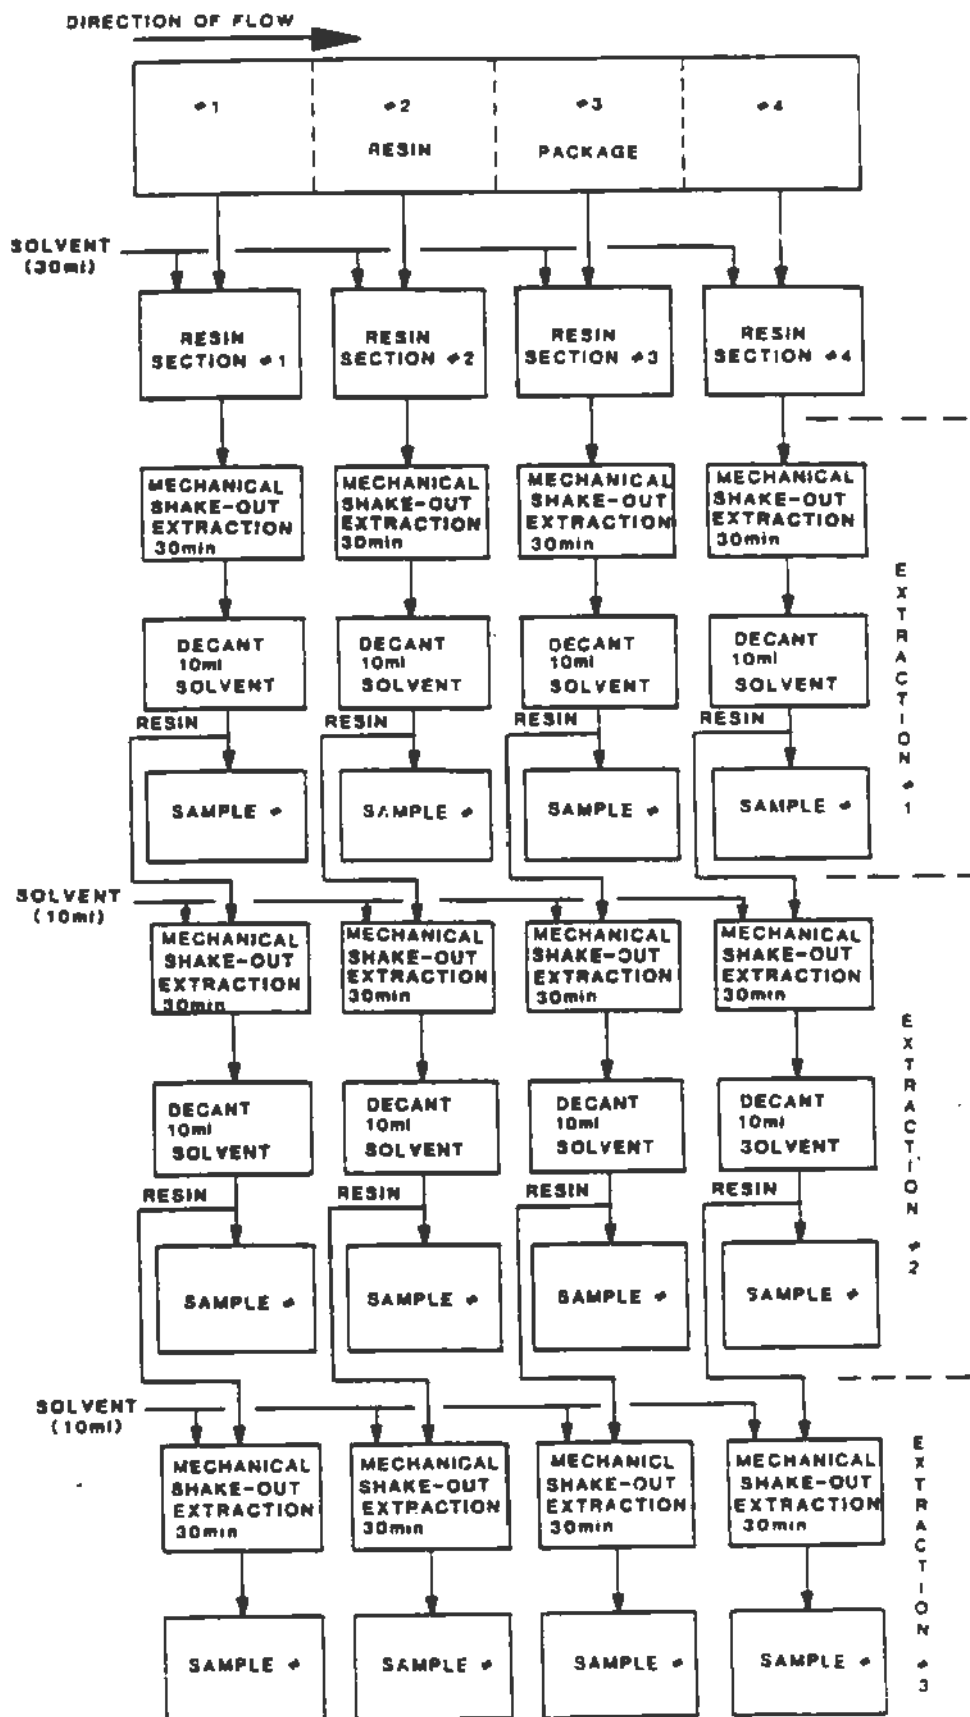 DIRECTION OF FLOW
#1 #2 #3 #4
RESIN PACKAGE
SOLVENT
(30ml)
RESIN SECTION #1
RESIN SECTION #2
RESIN SECTION #3
RESIN SECTION #4
MECHANICAL SHAKE-OUT EXTRACTION 30min
MECHANICAL SHAKE-OUT EXTRACTION 30min
MECHANICAL SHAKE-OUT EXTRACTION 30min
MECHANICAL SHAKE-OUT EXTRACTION 30min
EXTRACTION #1
DECANT 10ml SOLVENT
DECANT 10ml SOLVENT
DECANT 10ml SOLVENT
DECANT 10ml SOLVENT
RESIN RESIN RESIN RESIN
SAMPLE # SAMPLE # SAMPLE # SAMPLE #
SOLVENT
(10ml)
MECHANICAL SHAKE-OUT EXTRACTION 30min
MECHANICAL SHAKE-OUT EXTRACTION 30min
MECHANICAL SHAKE-OUT EXTRACTION 30min
MECHANICAL SHAKE-OUT EXTRACTION 30min
EXTRACTION #2
DECANT 10ml SOLVENT
DECANT 10ml SOLVENT
DECANT 10ml SOLVENT
DECANT 10ml SOLVENT
RESIN RESIN RESIN RESIN
SAMPLE # SAMPLE # SAMPLE # SAMPLE #
SOLVENT
(10ml)
MECHANICAL SHAKE-OUT EXTRACTION 30min
MECHANICAL SHAKE-OUT EXTRACTION 30min
MECHANICL SHAKE-OUT EXTRACTION 30min
MECHANICAL SHAKE-OUT EXTRACTION 30min
EXTRACTION #3
SAMPLE # SAMPLE # SAMPLE # SAMPLE #